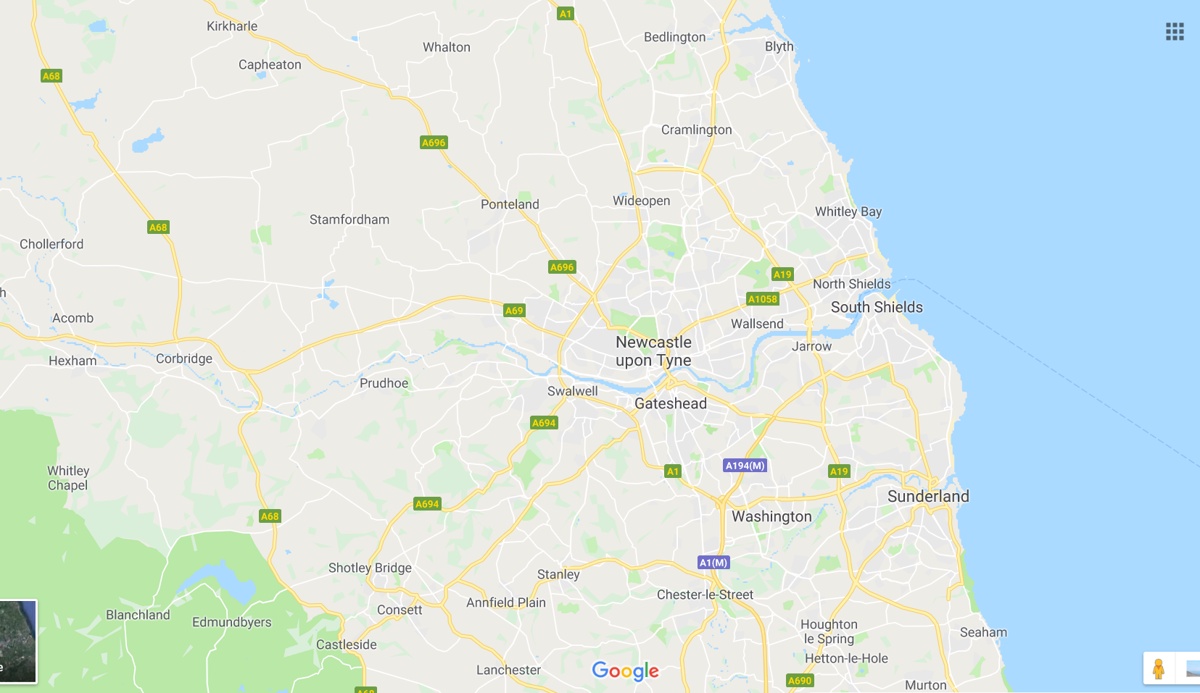 A1
Kirkharle
Bedlington
Whalton
Blyth
Capheaton
A68
Cramlington
A696
Wideopen
Ponteland
Whitley Bay
Stamfordham
A68
Chollerford
A696
A19
North Shields
h
A1058
South Shields
A69
Acomb
Wallsend
Newcastle
upon Tyne
Jarrow
Hexham
Corbridge
Prudhoe
Swalwell
Gateshead
A694
A194(M)
Whitley
Chapel
A1
A19
Sunderland
A694
A68
Washington
A1(M)
Shotley Bridge
Stanley
Chester-le-Street
Annfield Plain
Consett
Blanchland
Edmundbyers
Houghton
le Spring
Seaham
Castleside
Hetton-le-Hole
e
Lanchester
Google
A690
Murton
A68